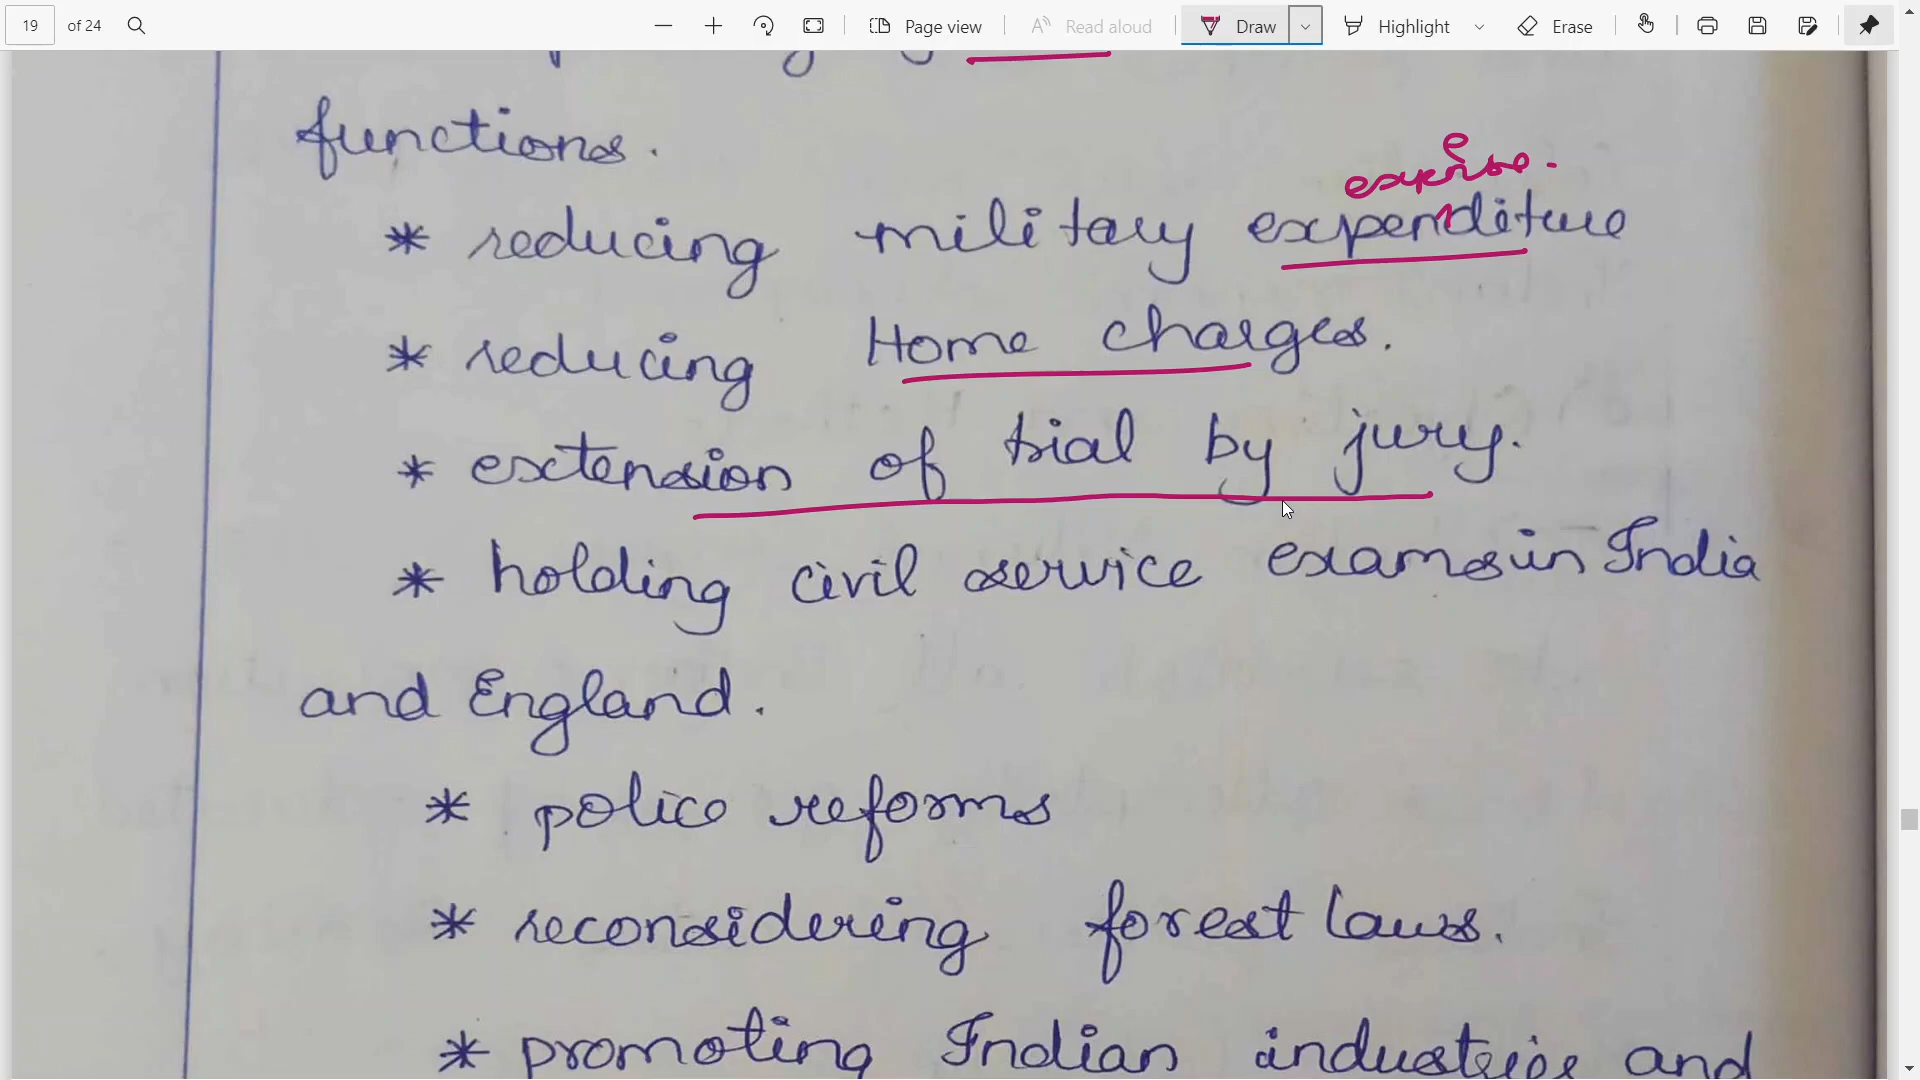 19 of 24 Page view Read aloud Draw Highlight Erase
functions.
expense.
* reducing military expenditure
* reducing Home charges.
* extension of trial by jury.
* holding civil service exams in India
and England.
* police reforms
* reconsidering forest laws.
* promoting Indian industries and